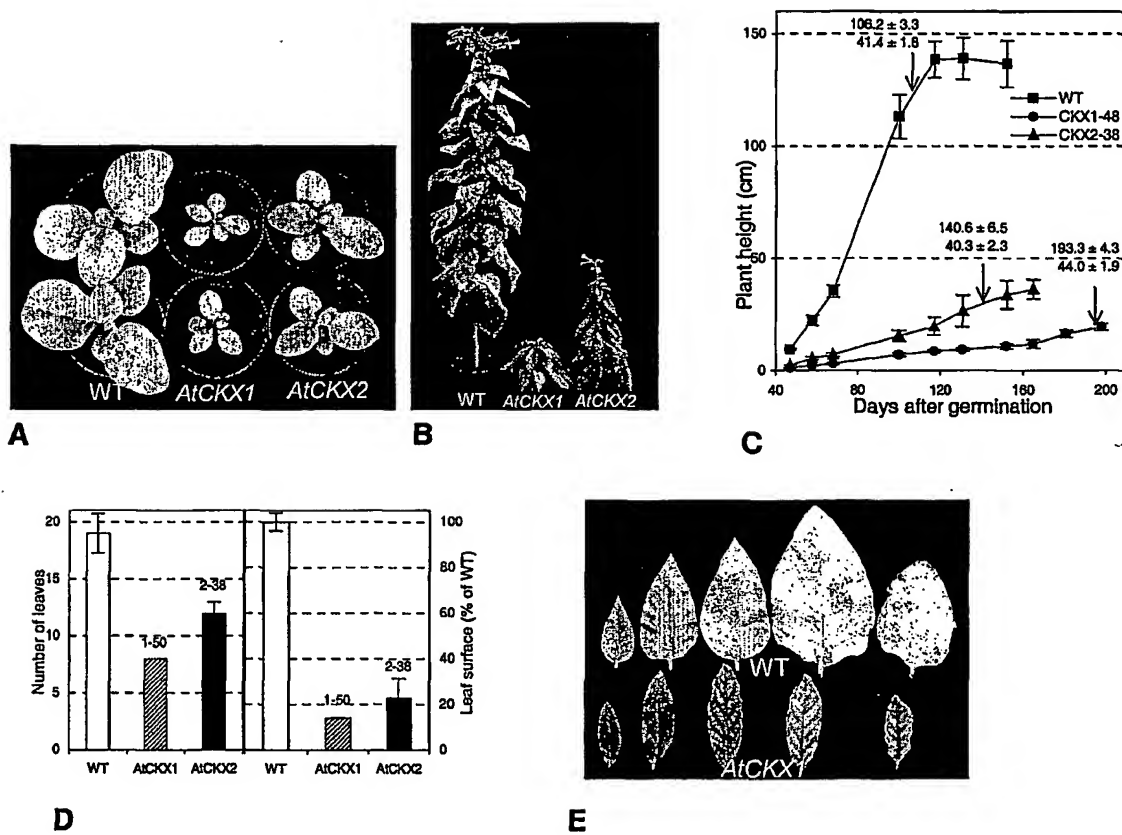 WT
AtCKX1
AtCKX2
A
WT
AtCKX1
AtCKX2
B
106.2 ± 3.3
41.4 ± 1.8
WT
CKX1-48
CKX2-38
140.6 ± 6.5
40.3 ± 2.3
193.3 ± 4.3
44.0 ± 1.9
150
100
50
0
Plant height (cm)
40
80
120
160
200
Days after germination
C
20
15
10
5
0
Number of leaves
1-50
2-38
WT
AtCKX1
AtCKX2
1-50
2-38
WT
AtCKX1
AtCKX2
100
80
60
40
20
0
Leaf surface (% of WT)
D
WT
AtCKX1
E